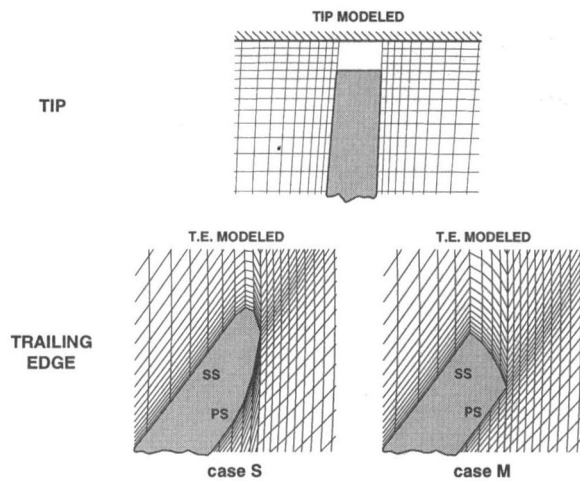 TIP MODELED
TIP
T.E. MODELED
T.E. MODELED
TRAILING
EDGE
SS
PS
SS
PS
case S
case M